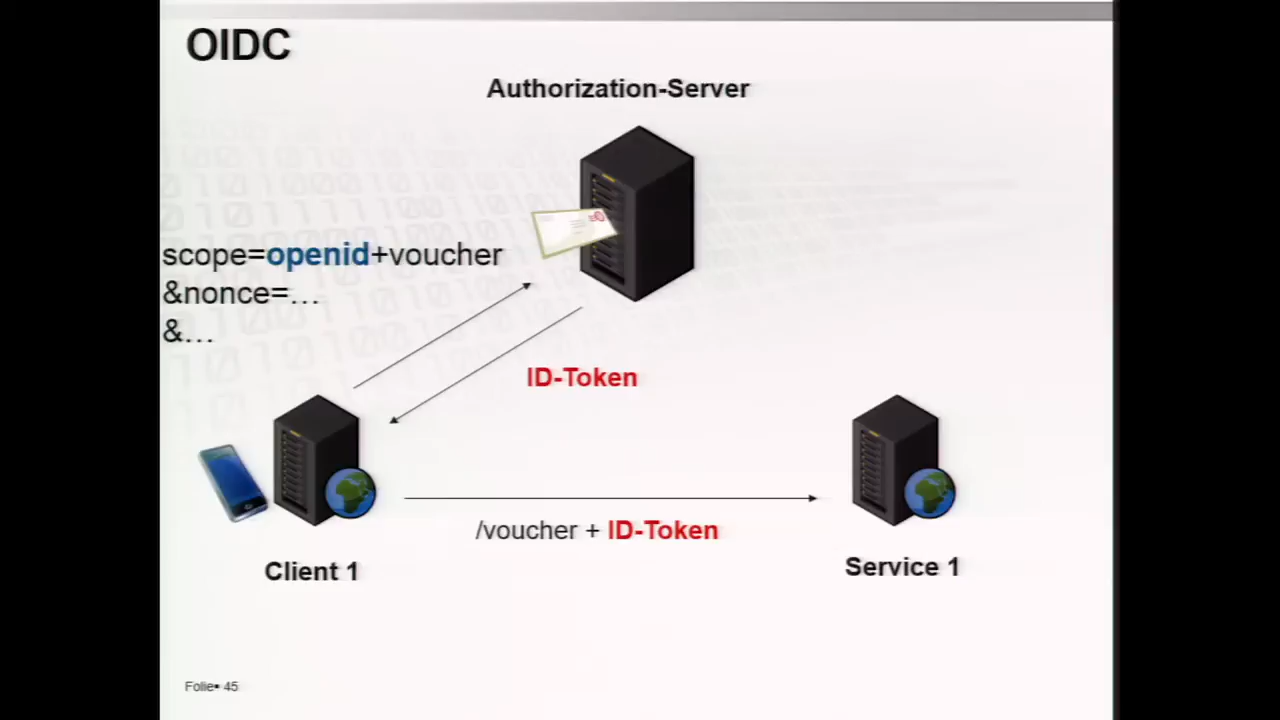 OIDC
Authorization-Server
scope=openid+voucher
&nonce=…
&…
ID-Token
/voucher + ID-Token
Client 1
Service 1
Folie▪ 45